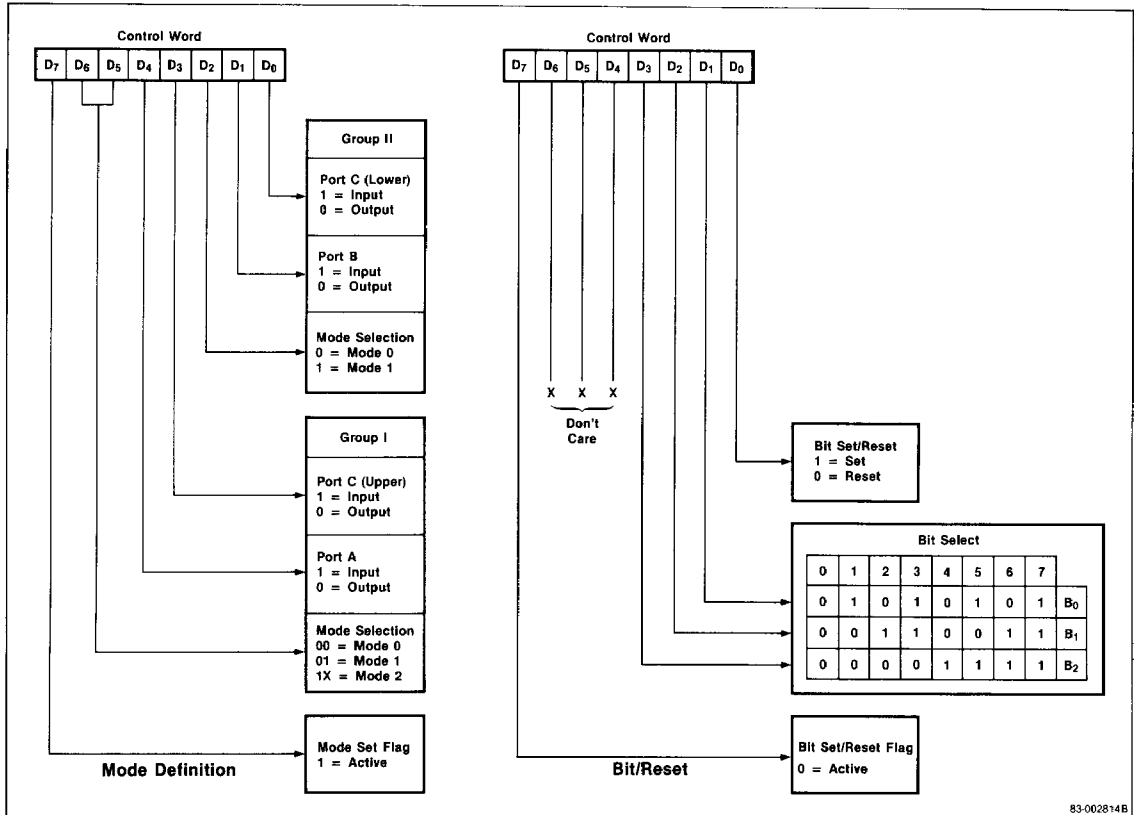 Control Word
D7 D6 D5 D4 D3 D2 D1 D0
Group II
Port C (Lower)
1 = Input
0 = Output
Port B
1 = Input
0 = Output
Mode Selection
0 = Mode 0
1 = Mode 1
Group I
Port C (Upper)
1 = Input
0 = Output
Port A
1 = Input
0 = Output
Mode Selection
00 = Mode 0
01 = Mode 1
1X = Mode 2
Mode Set Flag
1 = Active
Mode Definition
Control Word
D7 D6 D5 D4 D3 D2 D1 D0
X X X
Don't
Care
Bit Set/Reset
1 = Set
0 = Reset
Bit Select
0 1 2 3 4 5 6 7
0 1 0 1 0 1 0 1 B0
0 0 1 1 0 0 1 1 B1
0 0 0 0 1 1 1 1 B2
Bit Set/Reset Flag
0 = Active
Bit/Reset
83-002814B